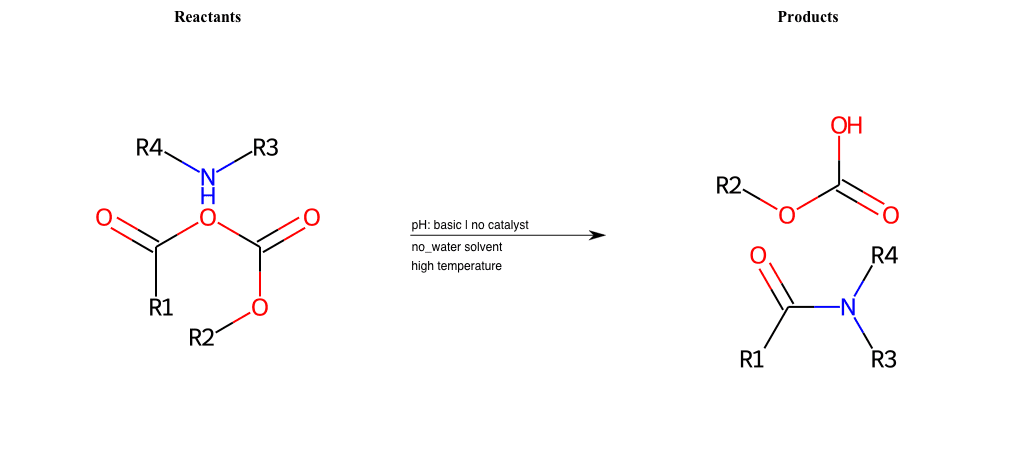 Reactants
Products
R4 R3
N
H
O O O
R1
O
R2
pH: basic | no catalyst
no_water solvent
high temperature
OH
R2
O O
O R4
N
R1 R3